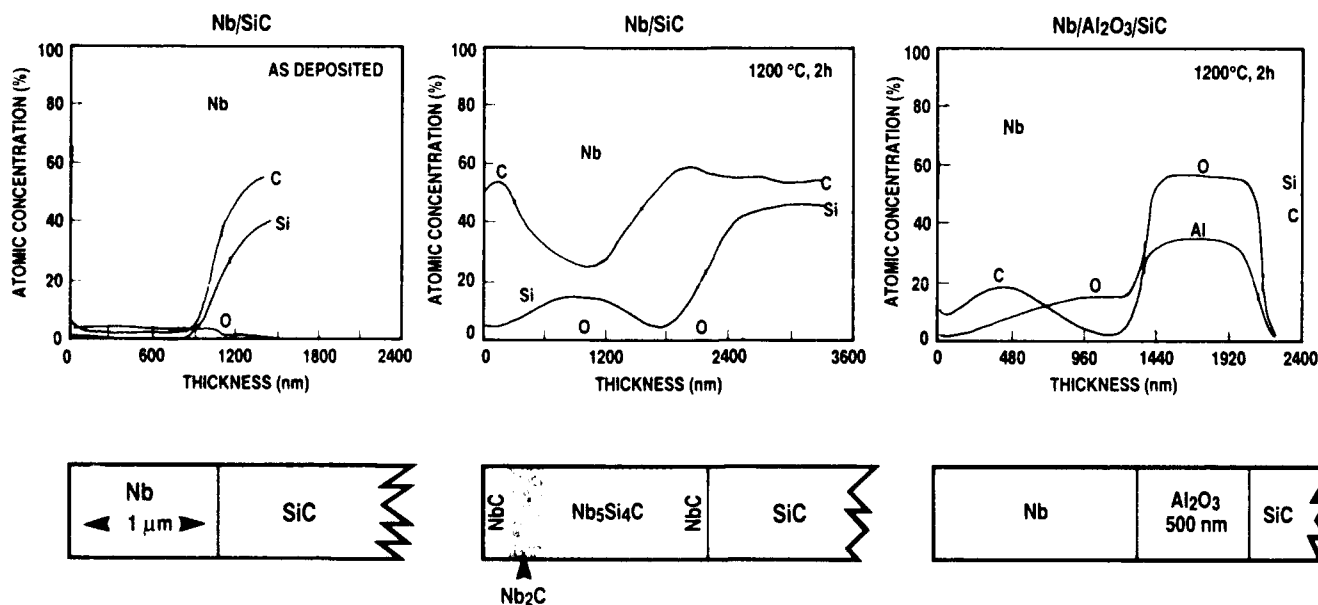 Nb/SiC
ATOMIC CONCENTRATION (%)
100
80
60
40
20
0
AS DEPOSITED
Nb
C
Si
O
0 600 1200 1800 2400
THICKNESS (nm)
Nb/SiC
ATOMIC CONCENTRATION (%)
100
80
60
40
20
0
1200 °C, 2h
C
Nb
C
Si
Si
O
O
0 1200 2400 3600
THICKNESS (nm)
Nb/Al2O3/SiC
ATOMIC CONCENTRATION (%)
100
80
60
40
20
0
1200°C, 2h
Nb
O
Si
C
Al
C
O
0 480 960 1440 1920 2400
THICKNESS (nm)
Nb
1 μm
SiC
NbC
Nb5Si4C
NbC
SiC
Nb2C
Nb
Al2O3
500 nm
SiC